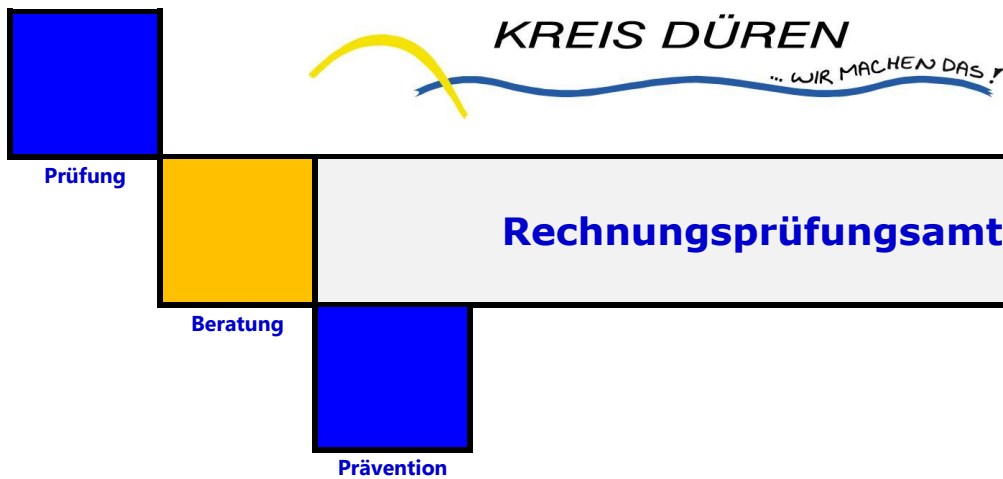 KREIS DÜREN
... WIR MACHEN DAS !
Prüfung
Rechnungsprüfungsamt
Beratung
Prävention